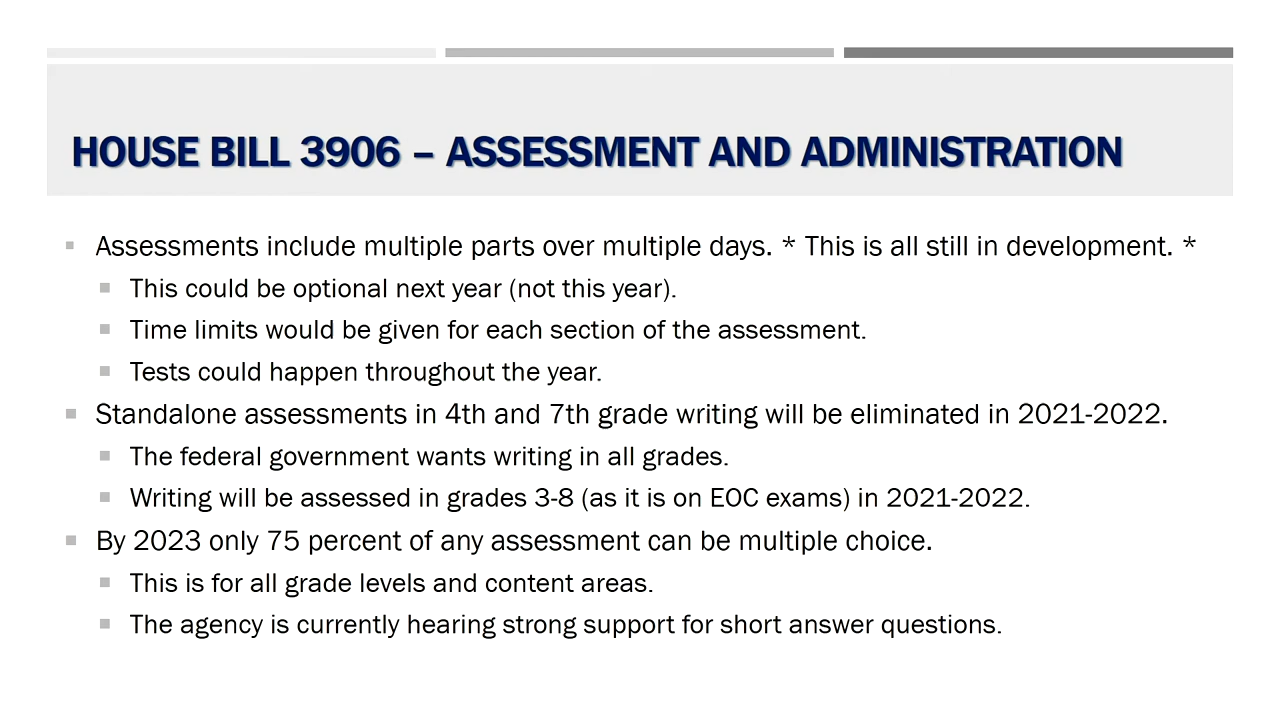 HOUSE BILL 3906 – ASSESSMENT AND ADMINISTRATION
Assessments include multiple parts over multiple days. * This is all still in development. *
This could be optional next year (not this year).
Time limits would be given for each section of the assessment.
Tests could happen throughout the year.
Standalone assessments in 4th and 7th grade writing will be eliminated in 2021-2022.
The federal government wants writing in all grades.
Writing will be assessed in grades 3-8 (as it is on EOC exams) in 2021-2022.
By 2023 only 75 percent of any assessment can be multiple choice.
This is for all grade levels and content areas.
The agency is currently hearing strong support for short answer questions.